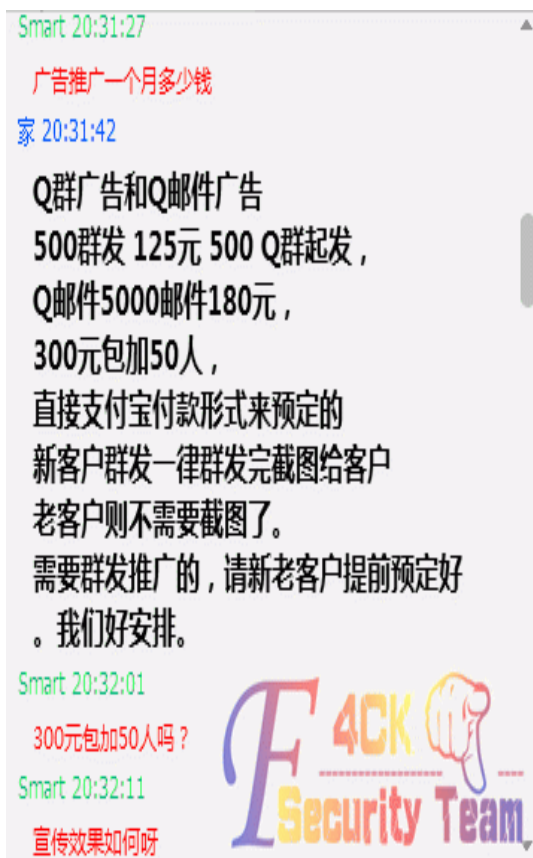 Smart 20:31:27
广告推广一个月多少钱
家 20:31:42
Q群广告和Q邮件广告
500群发 125元 500 Q群起发，
Q邮件5000邮件180元，
300元包加50人，
直接支付宝付款形式来预定的
新客户群发一律群发完截图给客户
老客户则不需要截图了。
需要群发推广的，请新老客户提前预定好
。我们好安排。
Smart 20:32:01
300元包加50人吗？
Smart 20:32:11
宣传效果如何呀
F4CK
Security Team